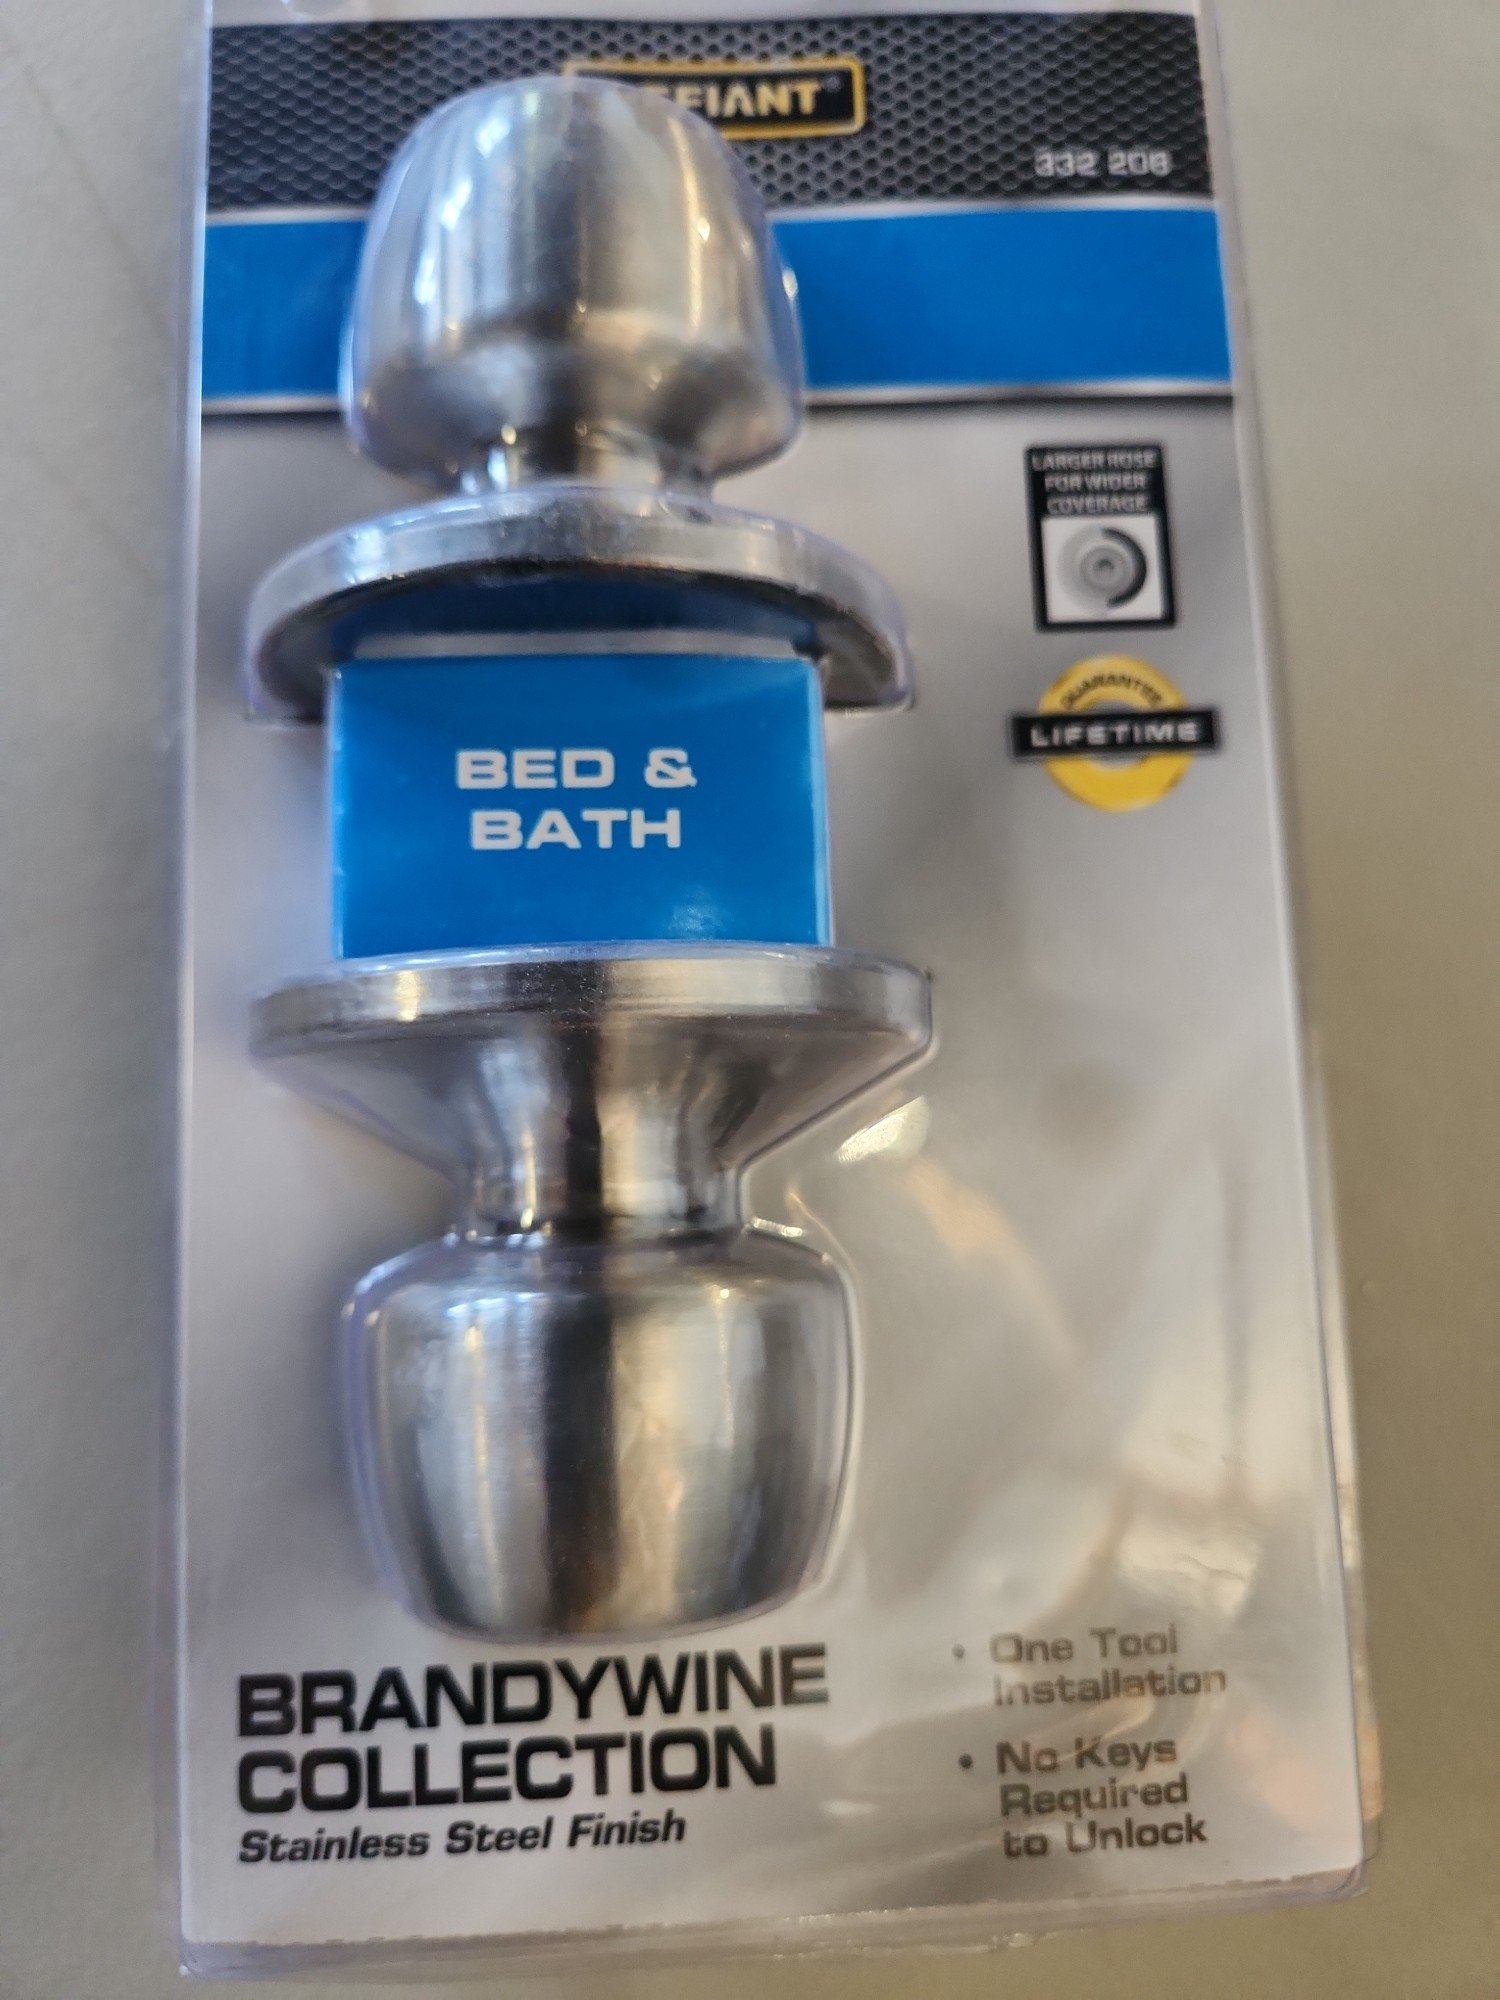 332 206
LARGER ROSE
FOR WIDER
COVERAGE
GUARANTEE
LIFETIME
BED &
BATH
BRANDYWINE
COLLECTION
Stainless Steel Finish
• One Tool
Installation
• No Keys
Required
to Unlock